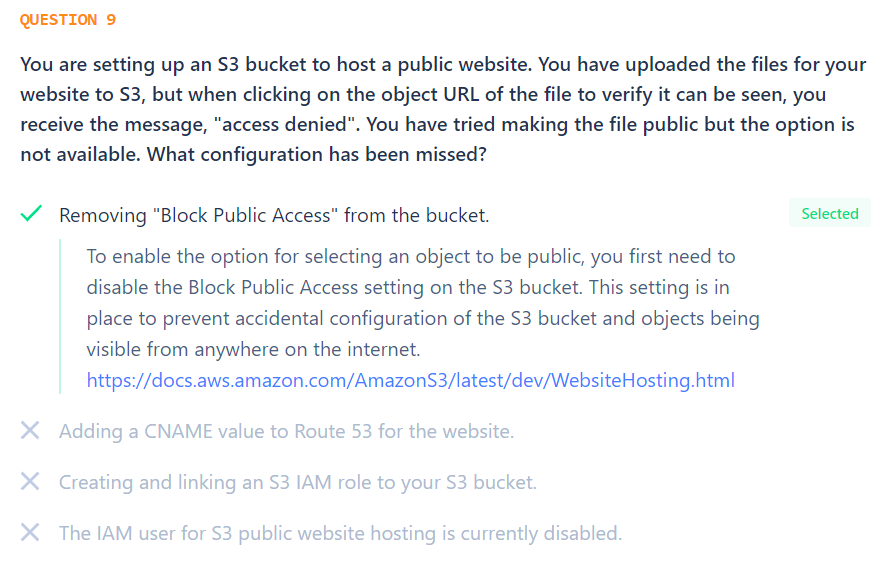 QUESTION 9
You are setting up an S3 bucket to host a public website. You have uploaded the files for your
website to S3, but when clicking on the object URL of the file to verify it can be seen, you
receive the message, "access denied". You have tried making the file public but the option is
not available. What configuration has been missed?
Removing "Block Public Access" from the bucket.
Selected
To enable the option for selecting an object to be public, you first need to
disable the Block Public Access setting on the S3 bucket. This setting is in
place to prevent accidental configuration of the S3 bucket and objects being
visible from anywhere on the internet.
https://docs.aws.amazon.com/AmazonS3/latest/dev/WebsiteHosting.html
Adding a CNAME value to Route 53 for the website.
Creating and linking an S3 IAM role to your S3 bucket.
The IAM user for S3 public website hosting is currently disabled.